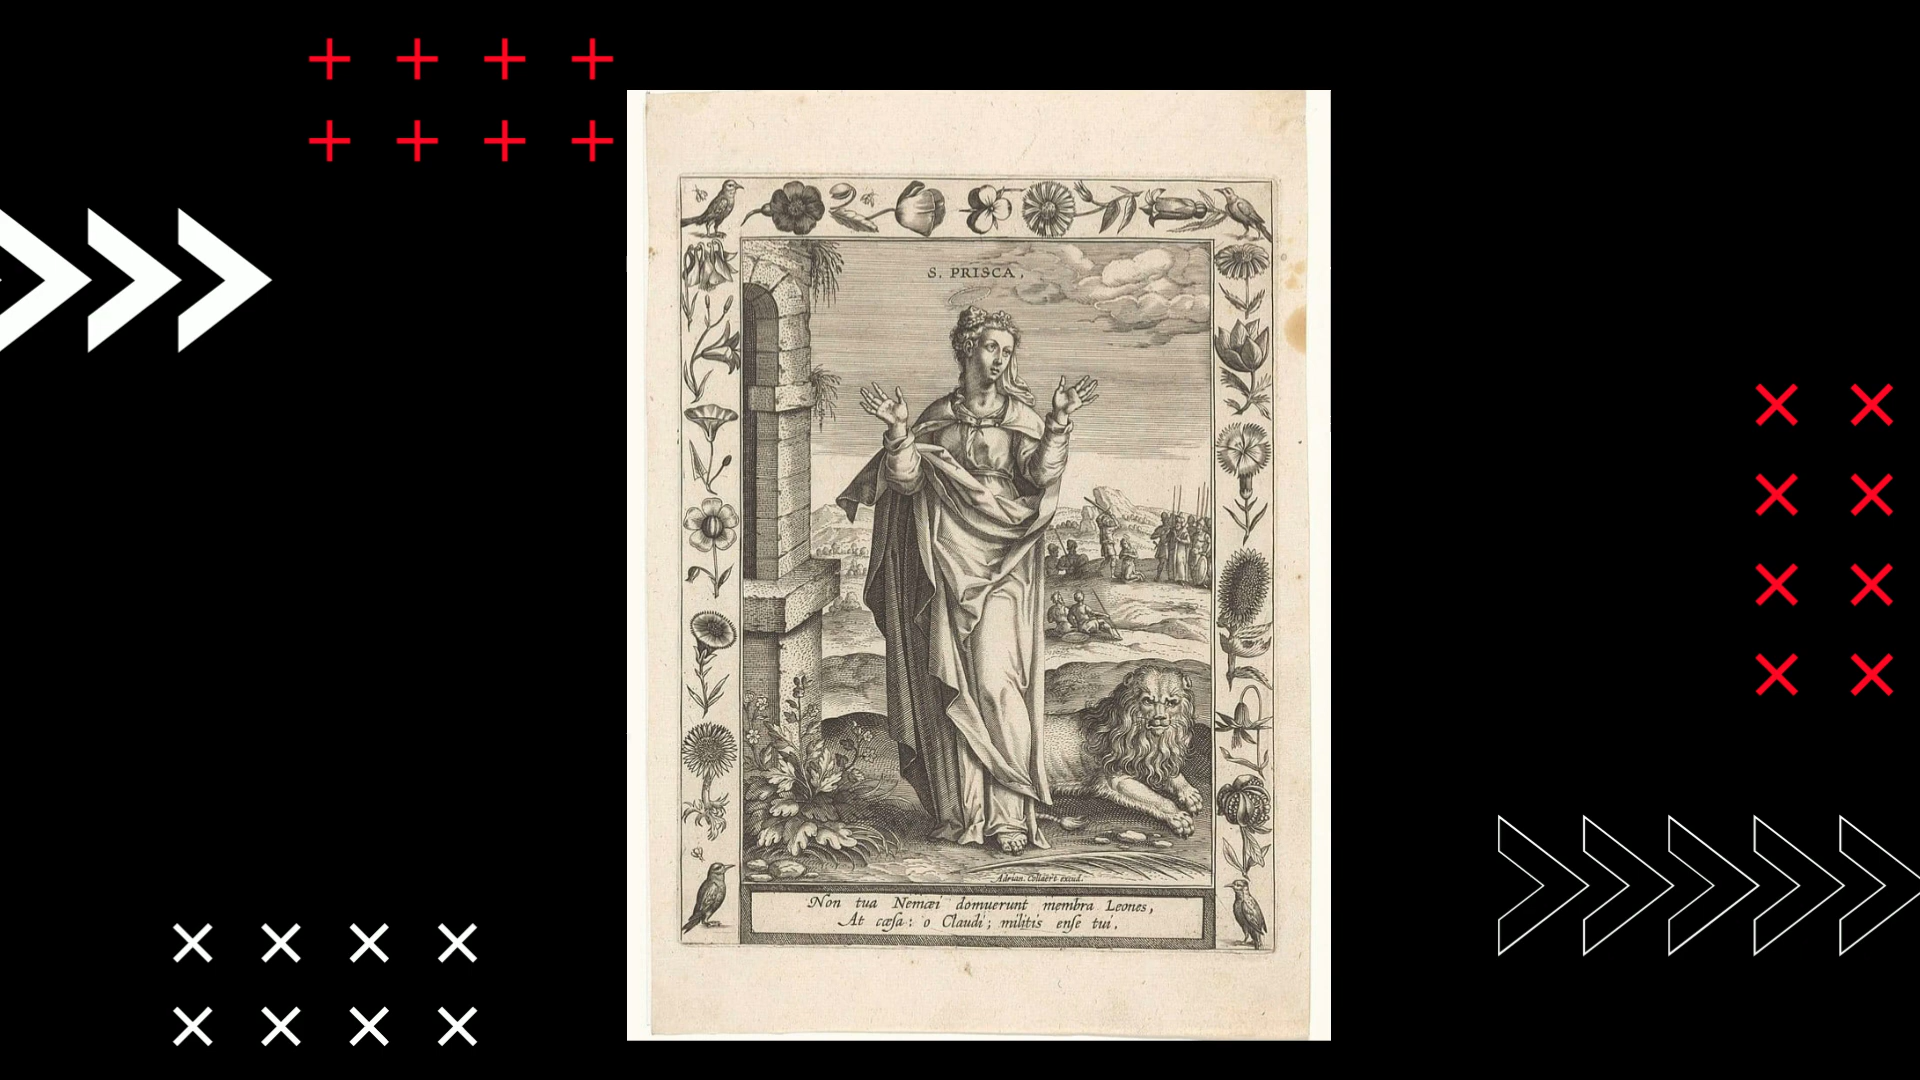 S. PRISCA.
Adrian. Collaert excud.
Non tua Nemæi domuerunt membra Leones,
At cæſa: o Claudi; militis enſe tui.